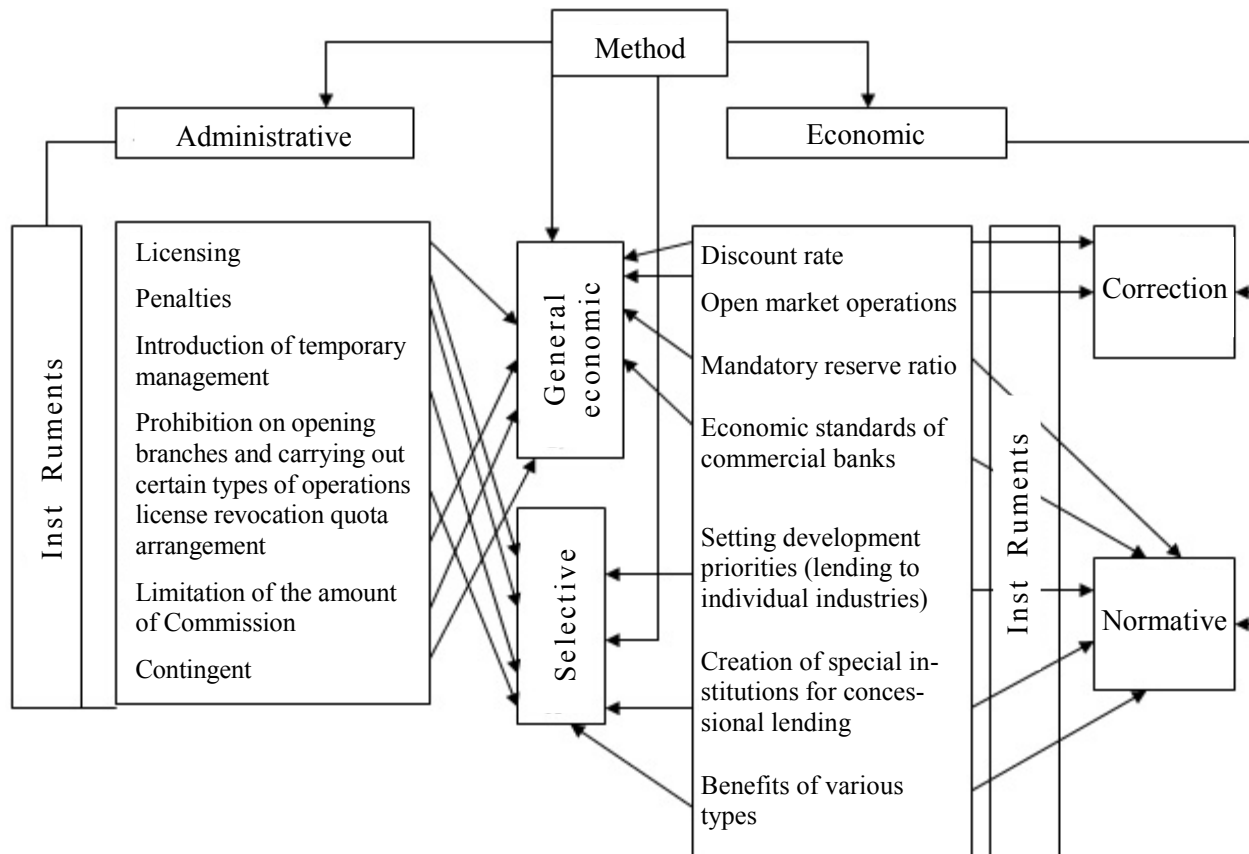 Method
Administrative
Economic
Inst Ruments
Licensing
Penalties
Introduction of temporary
management
Prohibition on opening
branches and carrying out
certain types of operations
license revocation quota
arrangement
Limitation of the amount
of Commission
Contingent
General
economic
Selective
Discount rate
Open market operations
Mandatory reserve ratio
Economic standards of
commercial banks
Setting development
priorities (lending to
individual industries)
Creation of special in-
stitutions for conces-
sional lending
Benefits of various
types
Inst Ruments
Correction
Normative